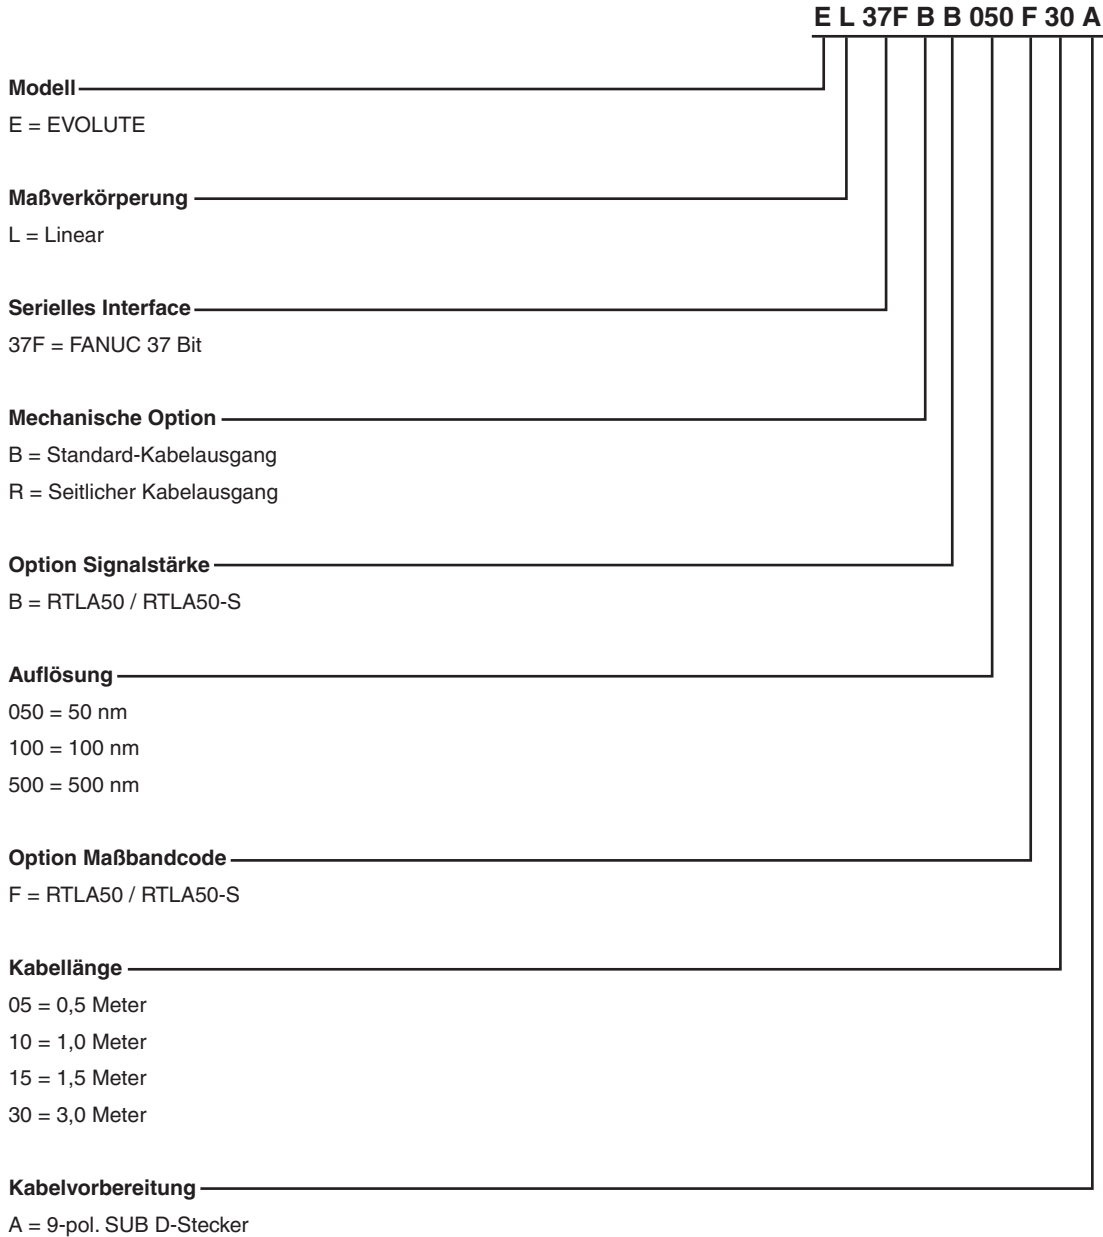 E L 37F B B 050 F 30 A
Modell
E = EVOLUTE
Maßverkörperung
L = Linear
Serielles Interface
37F = FANUC 37 Bit
Mechanische Option
B = Standard-Kabelausgang
R = Seitlicher Kabelausgang
Option Signalstärke
B = RTLA50 / RTLA50-S
Auflösung
050 = 50 nm
100 = 100 nm
500 = 500 nm
Option Maßbandcode
F = RTLA50 / RTLA50-S
Kabellänge
05 = 0,5 Meter
10 = 1,0 Meter
15 = 1,5 Meter
30 = 3,0 Meter
Kabelvorbereitung
A = 9-pol. SUB D-Stecker